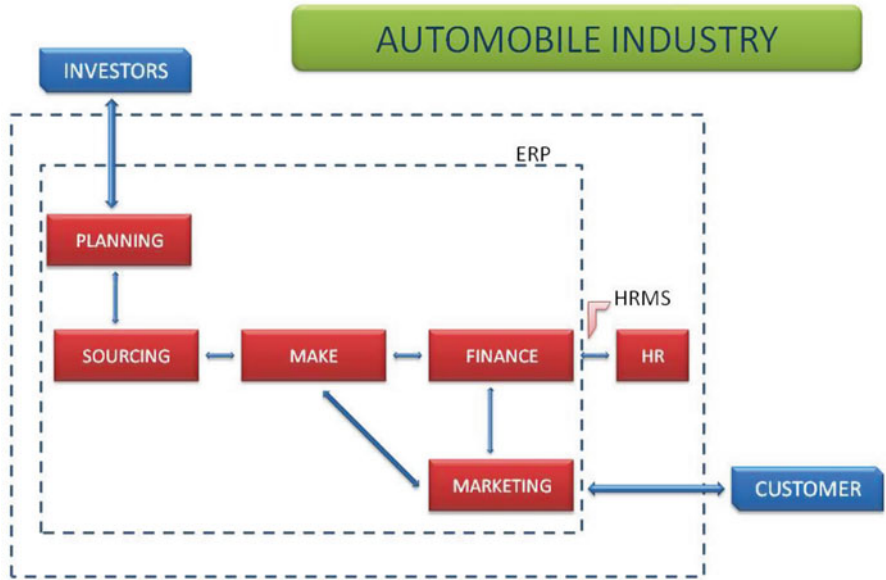 AUTOMOBILE INDUSTRY
INVESTORS
ERP
PLANNING
HRMS
SOURCING
MAKE
FINANCE
HR
MARKETING
CUSTOMER